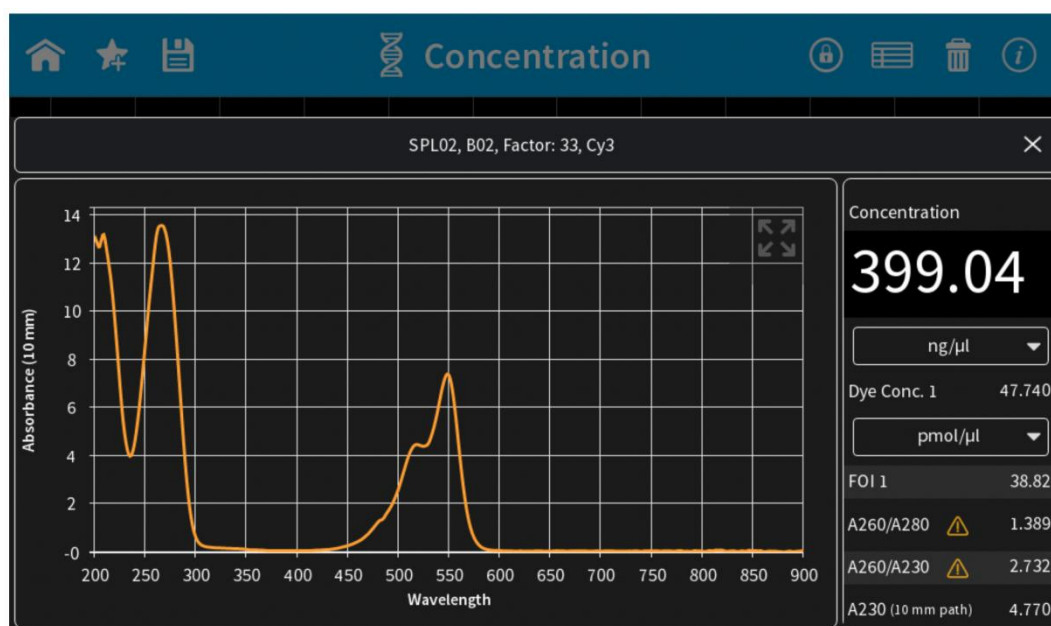 Concentration
SPL02, B02, Factor: 33, Cy3
14
12
10
8
6
4
2
-0
Absorbance (10 mm)
200 250 300 350 400 450 500 550 600 650 700 750 800 850 900
Wavelength
Concentration
399.04
ng/µl
Dye Conc. 1 47.740
pmol/µl
FOI 1 38.82
A260/A280 1.389
A260/A230 2.732
A230 (10 mm path) 4.770